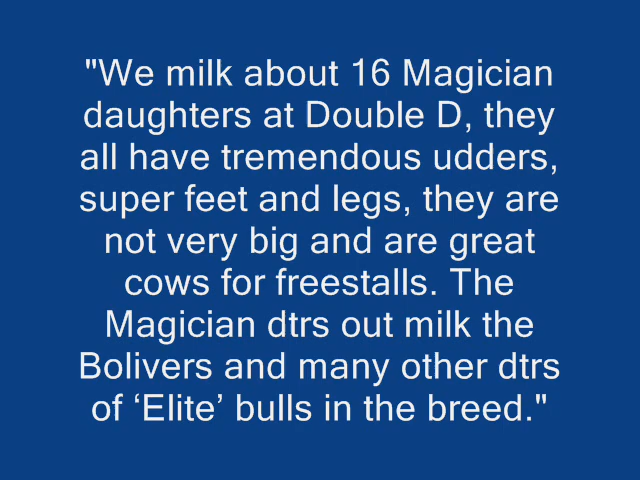 "We milk about 16 Magician
daughters at Double D, they
all have tremendous udders,
super feet and legs, they are
not very big and are great
cows for freestalls. The
Magician dtrs out milk the
Bolivers and many other dtrs
of ‘Elite’ bulls in the breed."